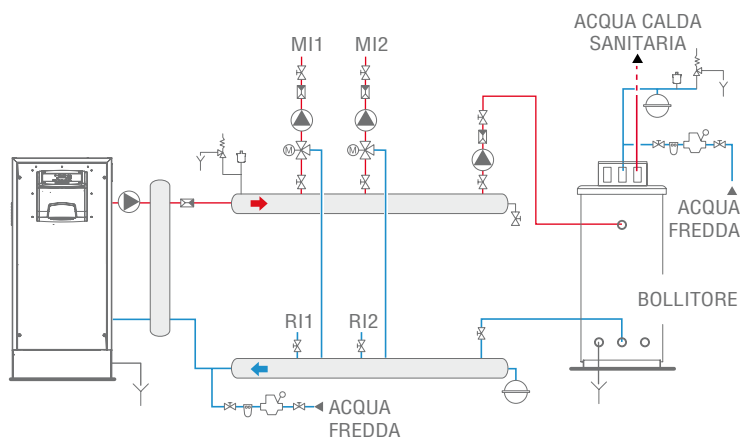 ACQUA CALDA
SANITARIA
MI1
MI2
M
M
ACQUA
FREDDA
BOLLITORE
RI1
RI2
ACQUA
FREDDA